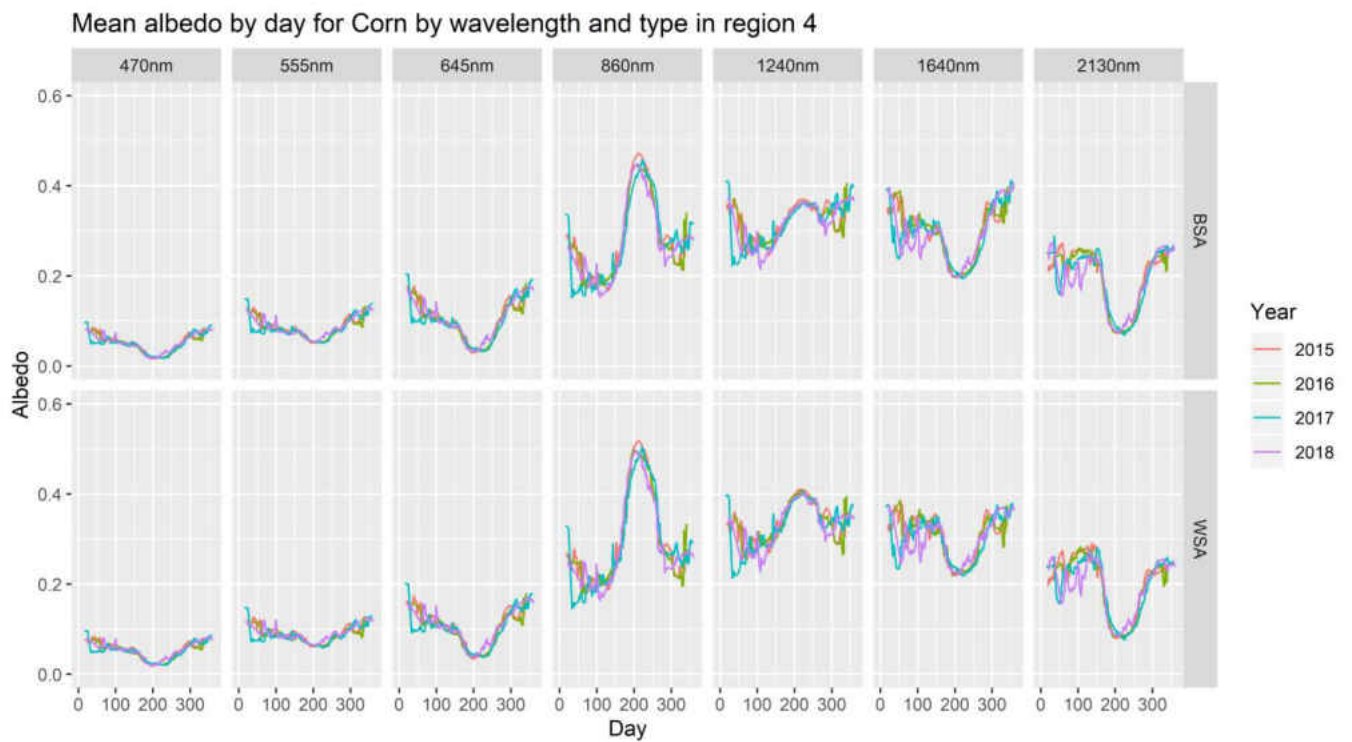 Mean albedo by day for Corn by wavelength and type in region 4
470nm 555nm 645nm 860nm 1240nm 1640nm 2130nm
0.6
0.4
0.2
0.0
BSA
Albedo
0.6
0.4
0.2
0.0
WSA
0 100 200 300 0 100 200 300 0 100 200 300 0 100 200 300 0 100 200 300 0 100 200 300 0 100 200 300
Day
Year
2015
2016
2017
2018